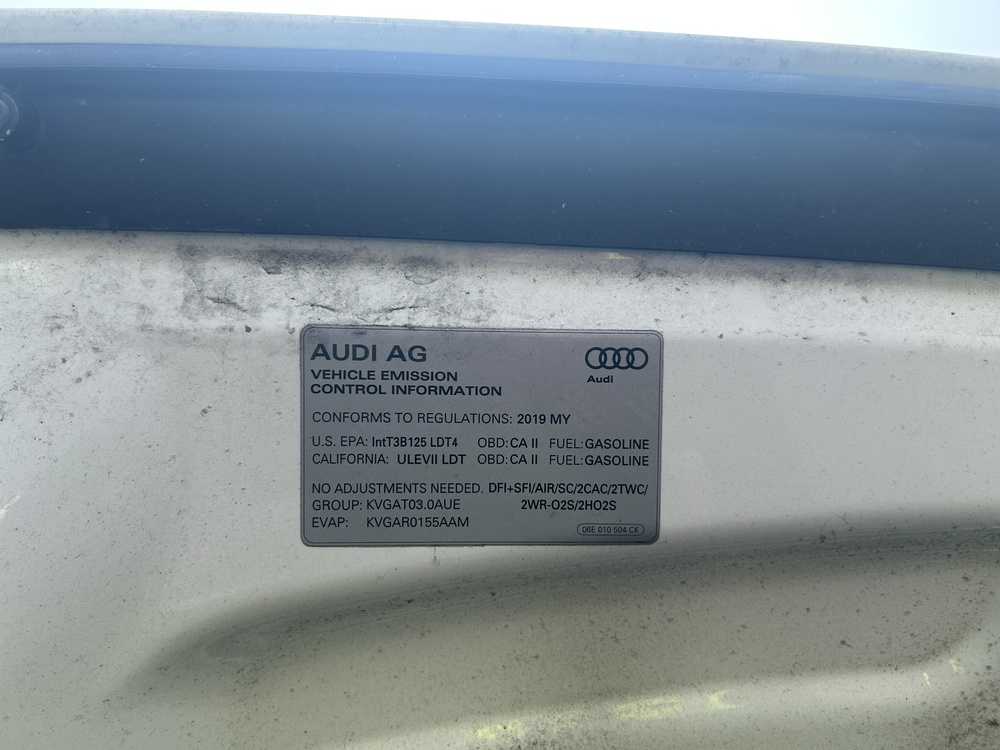 AUDI AG
Audi
VEHICLE EMISSION
CONTROL INFORMATION
CONFORMS TO REGULATIONS: 2019 MY
U.S. EPA: IntT3B125 LDT4 OBD: CA II FUEL: GASOLINE
CALIFORNIA: ULEVII LDT OBD: CA II FUEL: GASOLINE
NO ADJUSTMENTS NEEDED. DFI+SFI/AIR/SC/2CAC/2TWC/
GROUP: KVGAT03.0AUE 2WR-O2S/2HO2S
EVAP: KVGAR0155AAM
06E 010 504 CK